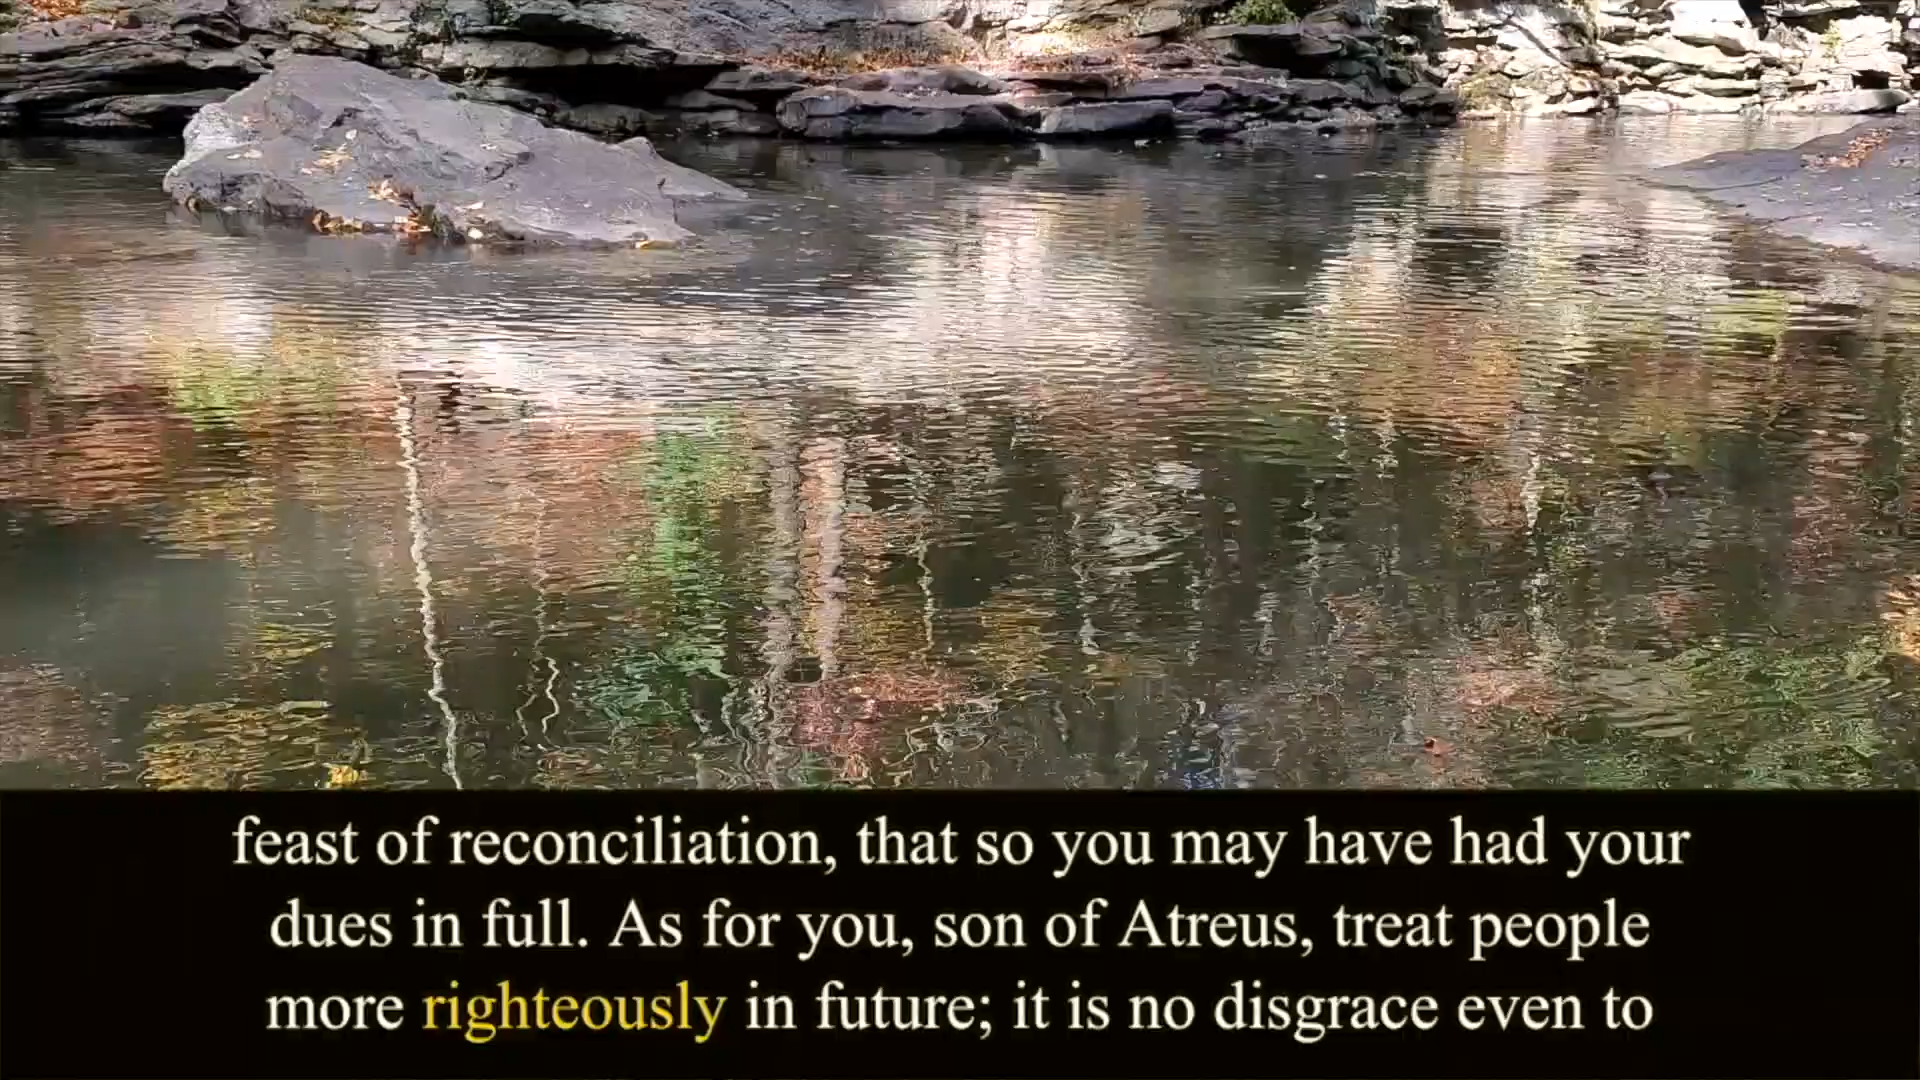 feast of reconciliation, that so you may have had your
dues in full. As for you, son of Atreus, treat people
more righteously in future; it is no disgrace even to